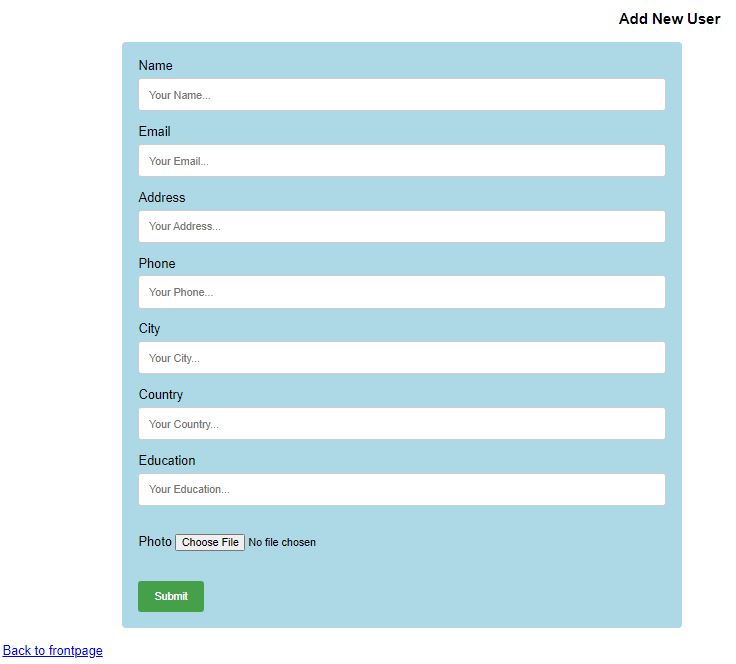 Add New User
Name
Your Name...
Email
Your Email...
Address
Your Address...
Phone
Your Phone...
City
Your City...
Country
Your Country...
Education
Your Education...
Photo Choose File No file chosen
Submit
Back to frontpage